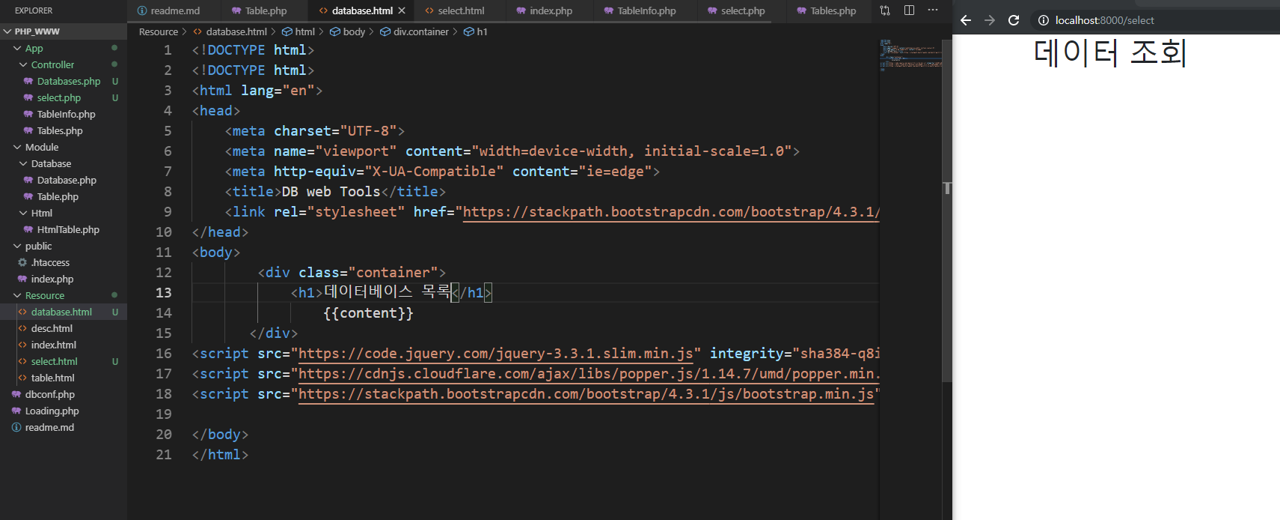 EXPLORER
PHP_WWW
App
Controller
Databases.php U
select.php U
TableInfo.php
Tables.php
Module
Database
Database.php
Table.php
Html
HtmlTable.php
public
.htaccess
index.php
Resource
database.html U
desc.html
index.html
select.html U
table.html
dbconf.php
Loading.php
readme.md
readme.md Table.php database.html select.html index.php TableInfo.php select.php Tables.php
Resource > database.html > html > body > div.container > h1
1 <!DOCTYPE html>
2 <!DOCTYPE html>
3 <html lang="en">
4 <head>
5 <meta charset="UTF-8">
6 <meta name="viewport" content="width=device-width, initial-scale=1.0">
7 <meta http-equiv="X-UA-Compatible" content="ie=edge">
8 <title>DB web Tools</title>
9 <link rel="stylesheet" href="https://stackpath.bootstrapcdn.com/bootstrap/4.3.1/
10 </head>
11 <body>
12 <div class="container">
13 <h1>데이터베이스 목록</h1>
14 {{content}}
15 </div>
16 <script src="https://code.jquery.com/jquery-3.3.1.slim.min.js" integrity="sha384-q8i
17 <script src="https://cdnjs.cloudflare.com/ajax/libs/popper.js/1.14.7/umd/popper.min.
18 <script src="https://stackpath.bootstrapcdn.com/bootstrap/4.3.1/js/bootstrap.min.js"
19
20 </body>
21 </html>
localhost:8000/select
데이터 조회
T